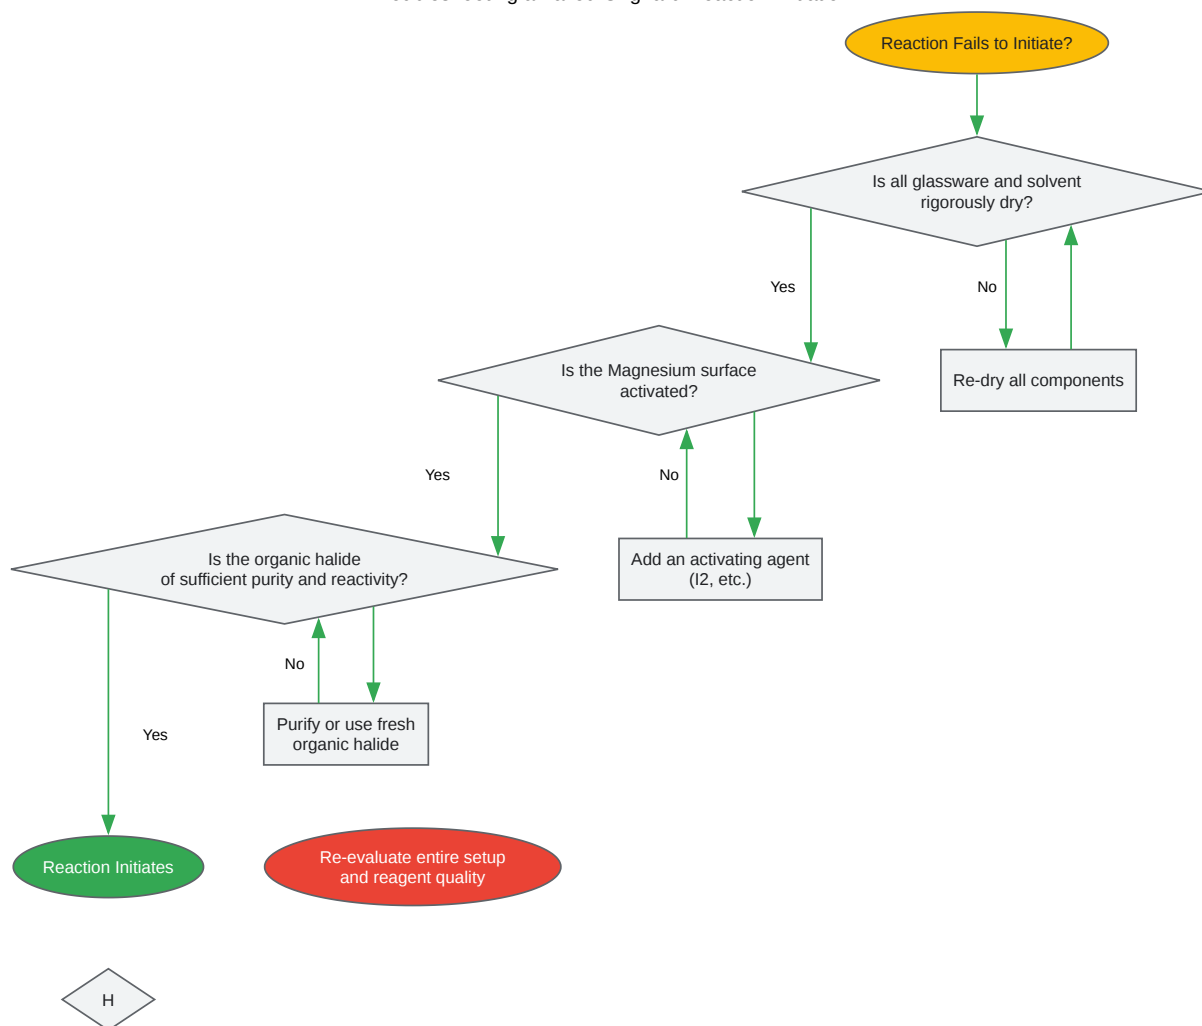 Reaction Fails to Initiate?
Is all glassware and solvent
rigorously dry?
Yes
No
Is the Magnesium surface
activated?
Re-dry all components
Yes
No
Is the organic halide
of sufficient purity and reactivity?
Add an activating agent
(I2, etc.)
No
Purify or use fresh
organic halide
Yes
Reaction Initiates
Re-evaluate entire setup
and reagent quality
H